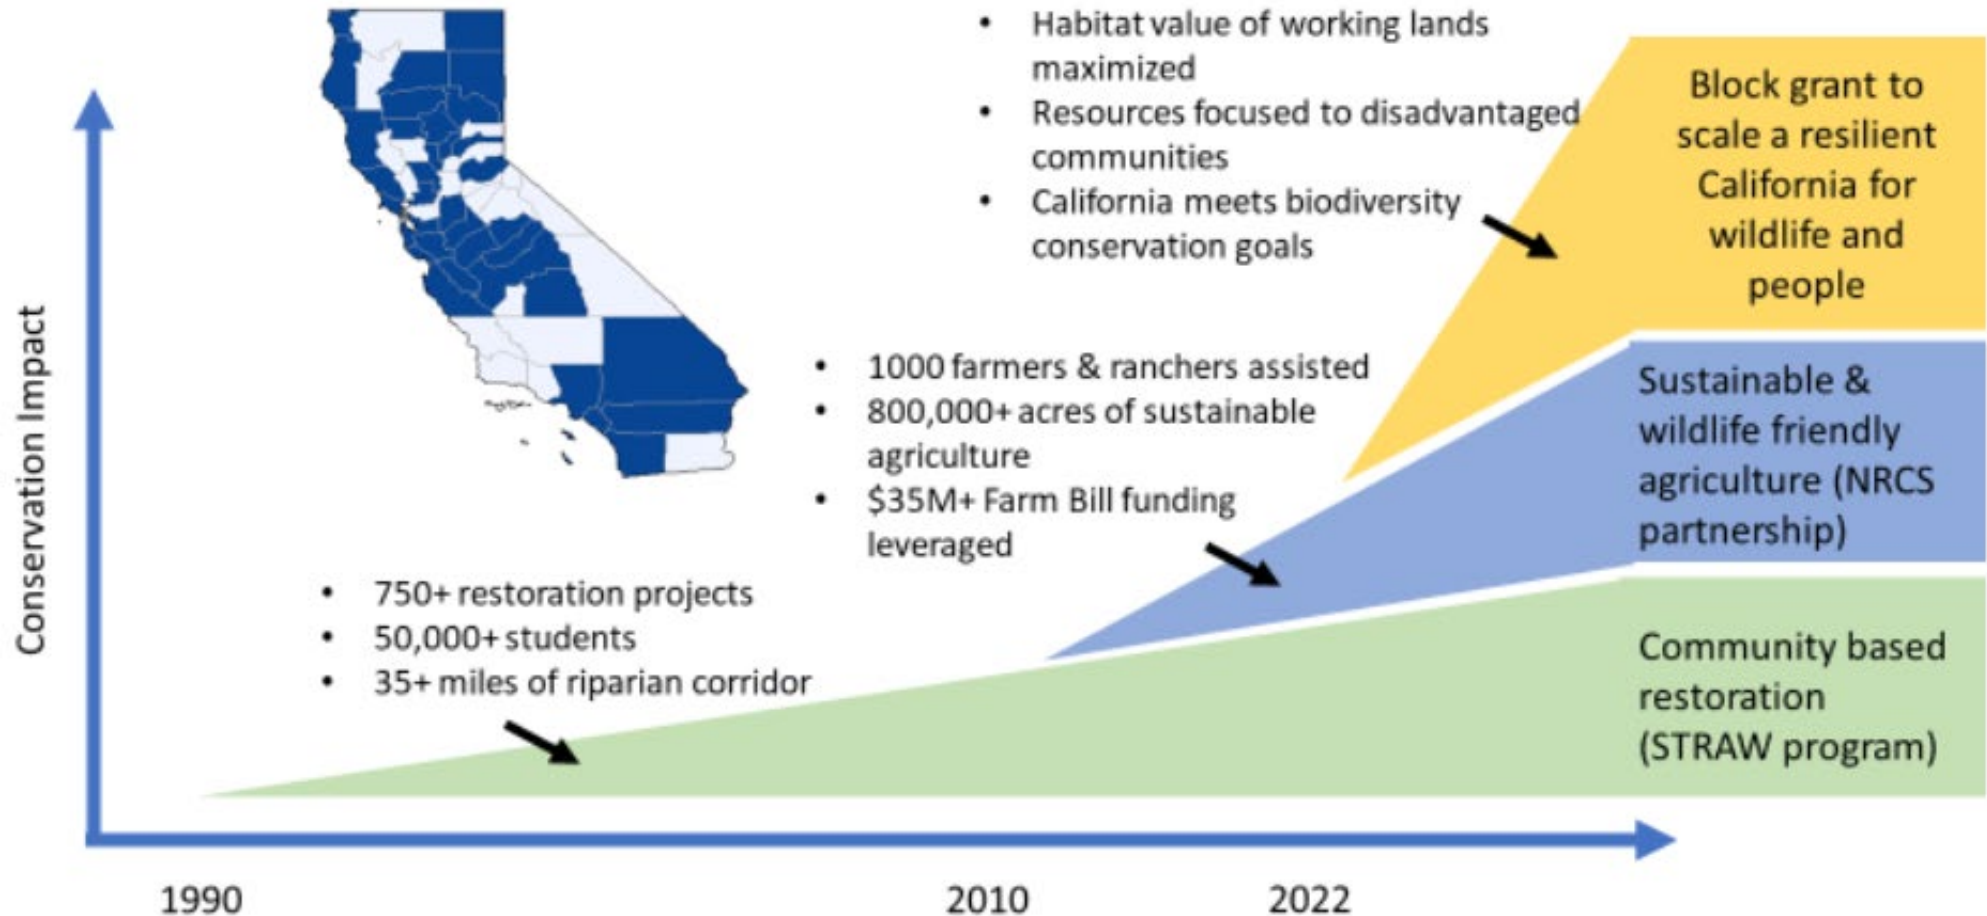 • Habitat value of working lands
maximized
• Resources focused to disadvantaged
communities
• California meets biodiversity
conservation goals
Block grant to
scale a resilient
California for
wildlife and
people
• 1000 farmers & ranchers assisted
• 800,000+ acres of sustainable
agriculture
• $35M+ Farm Bill funding
leveraged
Sustainable &
wildlife friendly
agriculture (NRCS
partnership)
• 750+ restoration projects
• 50,000+ students
• 35+ miles of riparian corridor
Community based
restoration
(STRAW program)
Conservation Impact
1990
2010
2022